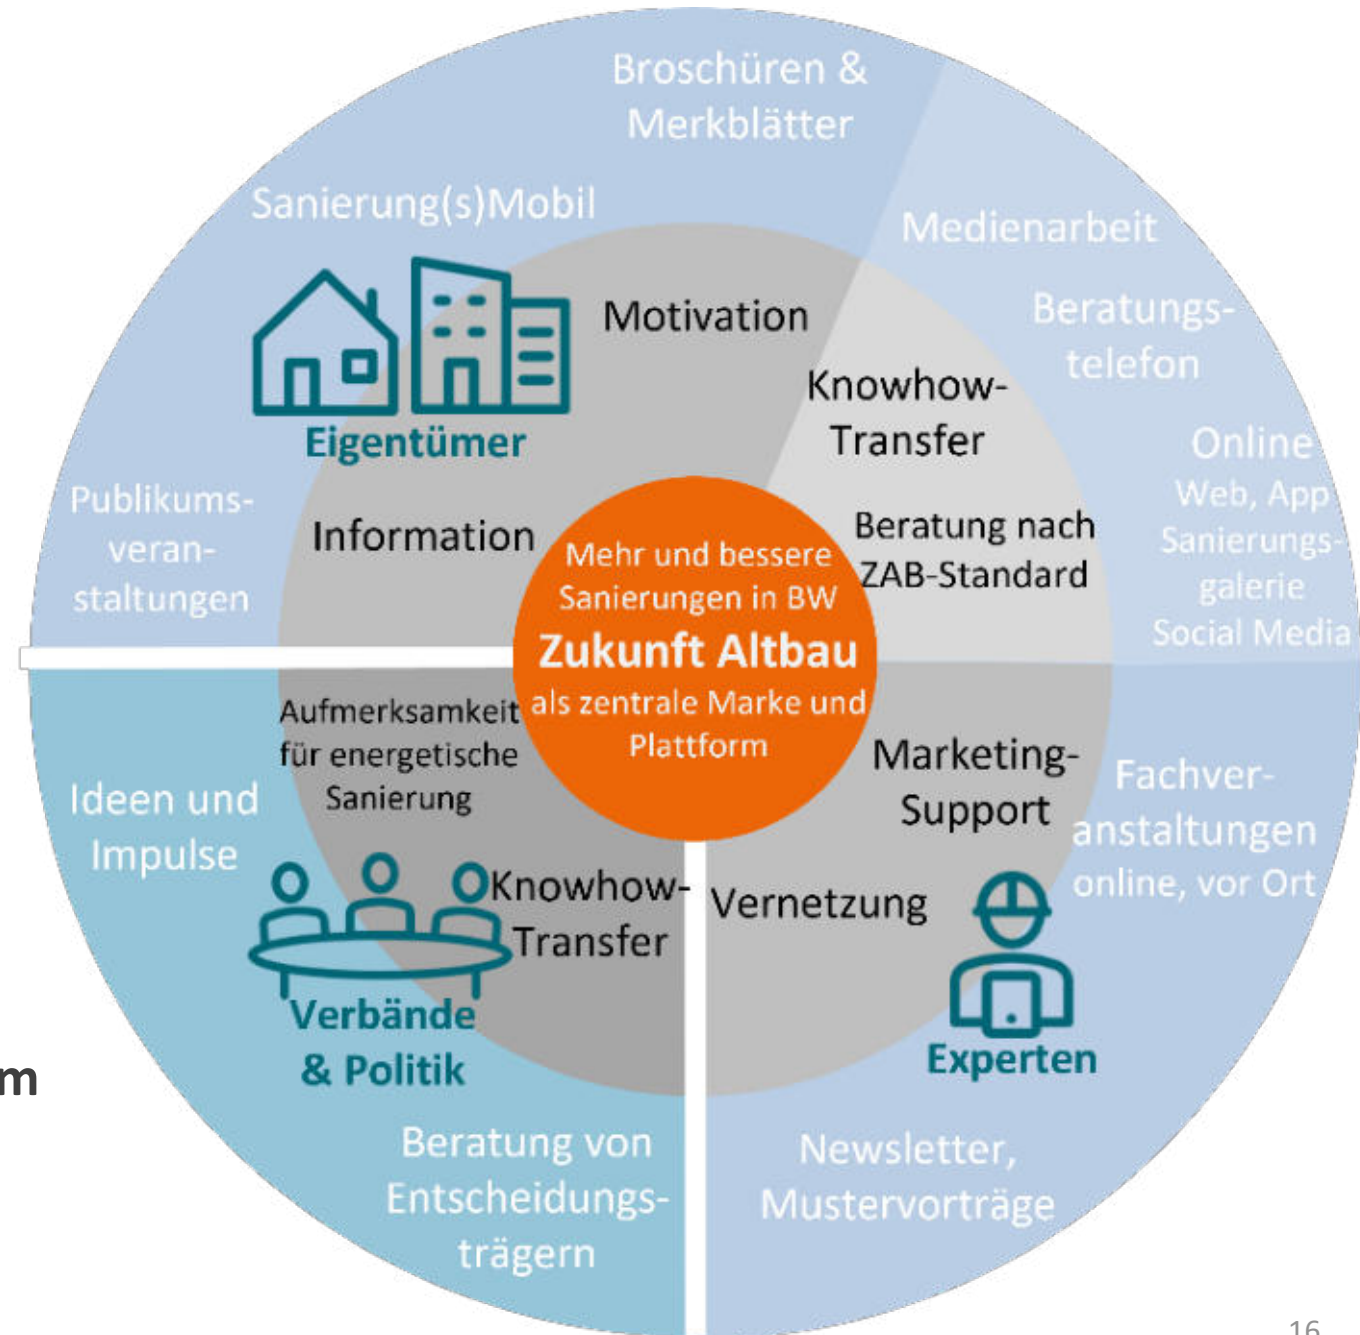 Broschüren &
Merkblätter
Sanierung(s)Mobil
Medienarbeit
Beratungs-
telefon
Online
Web, App
Sanierungs-
galerie
Social Media
Motivation
Knowhow-
Transfer
Eigentümer
Publikums-
veran-
staltungen
Information
Beratung nach
ZAB-Standard
Mehr und bessere
Sanierungen in BW
Zukunft Altbau
als zentrale Marke und
Plattform
Aufmerksamkeit
für energetische
Sanierung
Ideen und
Impulse
Knowhow-
Transfer
Verbände
& Politik
Beratung von
Entscheidungs-
trägern
Marketing-
Support
Vernetzung
Fachver-
anstaltungen
online, vor Ort
Experten
Newsletter,
Mustervorträge
m
16